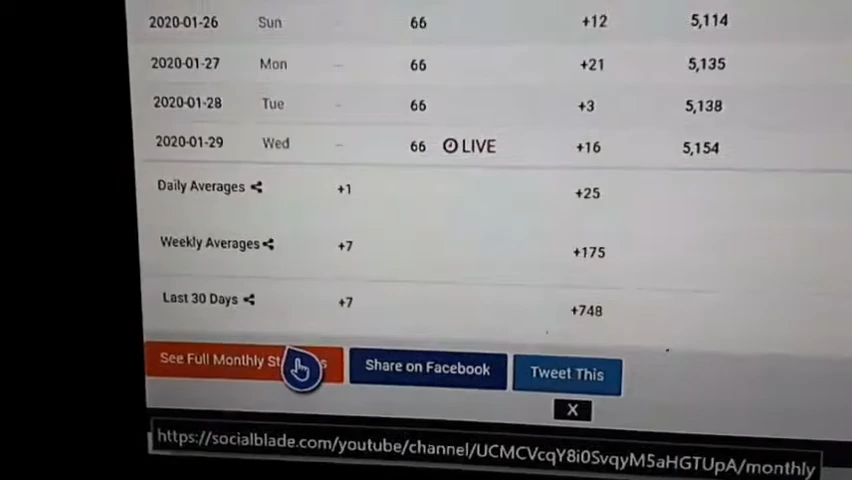 2020-01-26 Sun 66 +12 5,114
2020-01-27 Mon -- 66 +21 5,135
2020-01-28 Tue -- 66 +3 5,138
2020-01-29 Wed -- 66 LIVE +16 5,154
Daily Averages +1 +25
Weekly Averages +7 +175
Last 30 Days +7 +748
See Full Monthly Share on Facebook Tweet This
X
https://socialblade.com/youtube/channel/UCMCVcqY8i0SvqyM5aHGTUpA/monthly